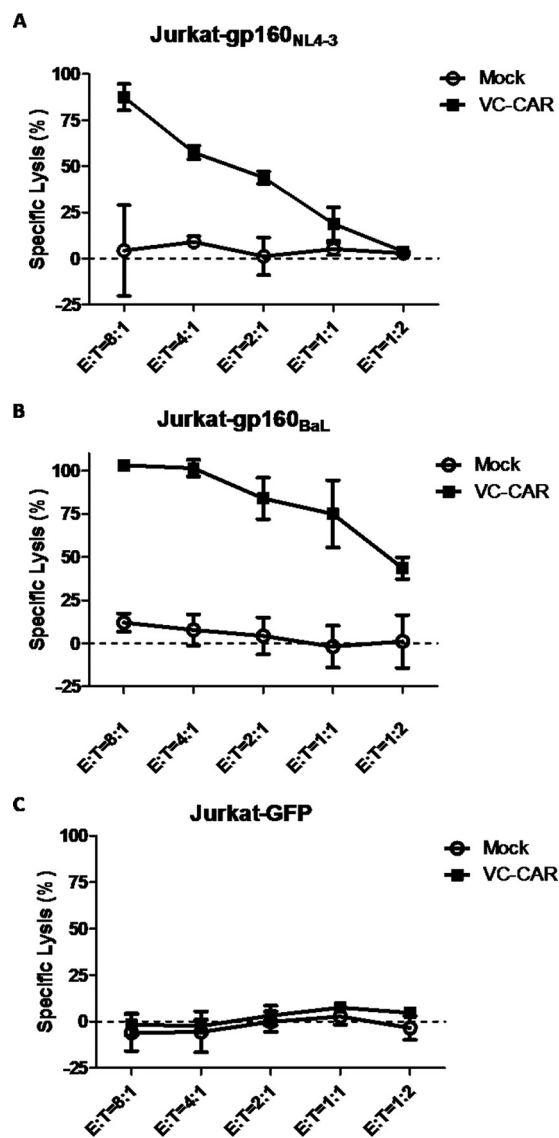 A
Jurkat-gp160NL4-3
Specific Lysis (%)
100
75
50
25
0
-25
Mock
VC-CAR
E:T=8:1
E:T=4:1
E:T=2:1
E:T=1:1
E:T=1:2
B
Jurkat-gp160BaL
Specific Lysis (%)
100
75
50
25
0
-25
Mock
VC-CAR
E:T=8:1
E:T=4:1
E:T=2:1
E:T=1:1
E:T=1:2
C
Jurkat-GFP
Specific Lysis (%)
100
75
50
25
0
-25
Mock
VC-CAR
E:T=8:1
E:T=4:1
E:T=2:1
E:T=1:1
E:T=1:2